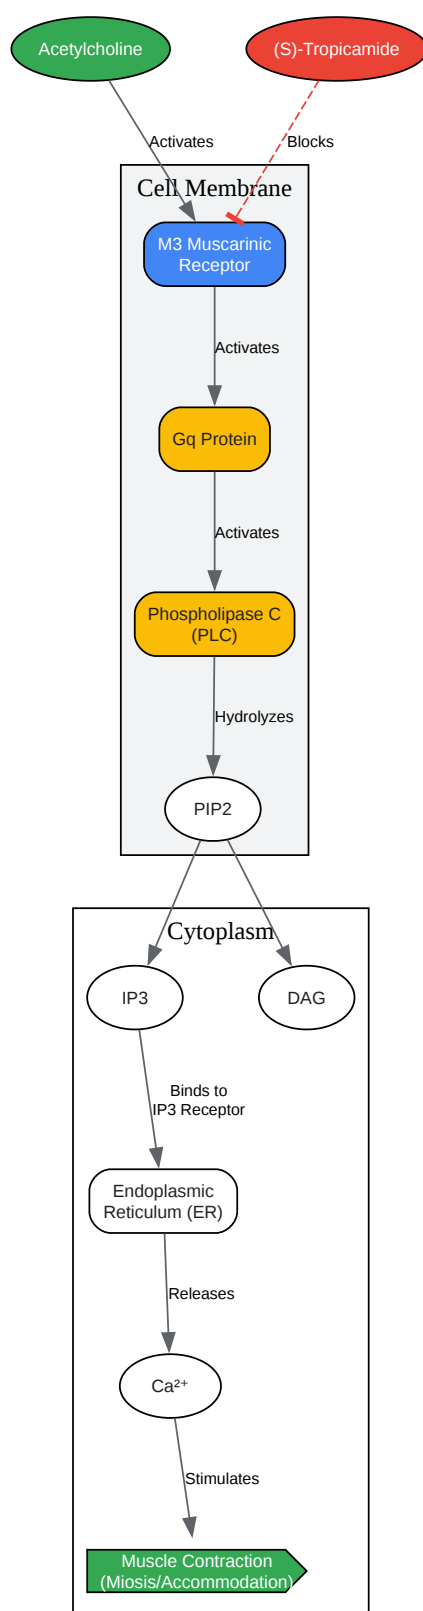 Acetylcholine
(S)-Tropicamide
Activates
Blocks
Cell Membrane
M3 Muscarinic
Receptor
Activates
Gq Protein
Activates
Phospholipase C
(PLC)
Hydrolyzes
PIP2
Cytoplasm
IP3
DAG
Binds to
IP3 Receptor
Endoplasmic
Reticulum (ER)
Releases
Ca²⁺
Stimulates
Muscle Contraction
(Miosis/Accommodation)